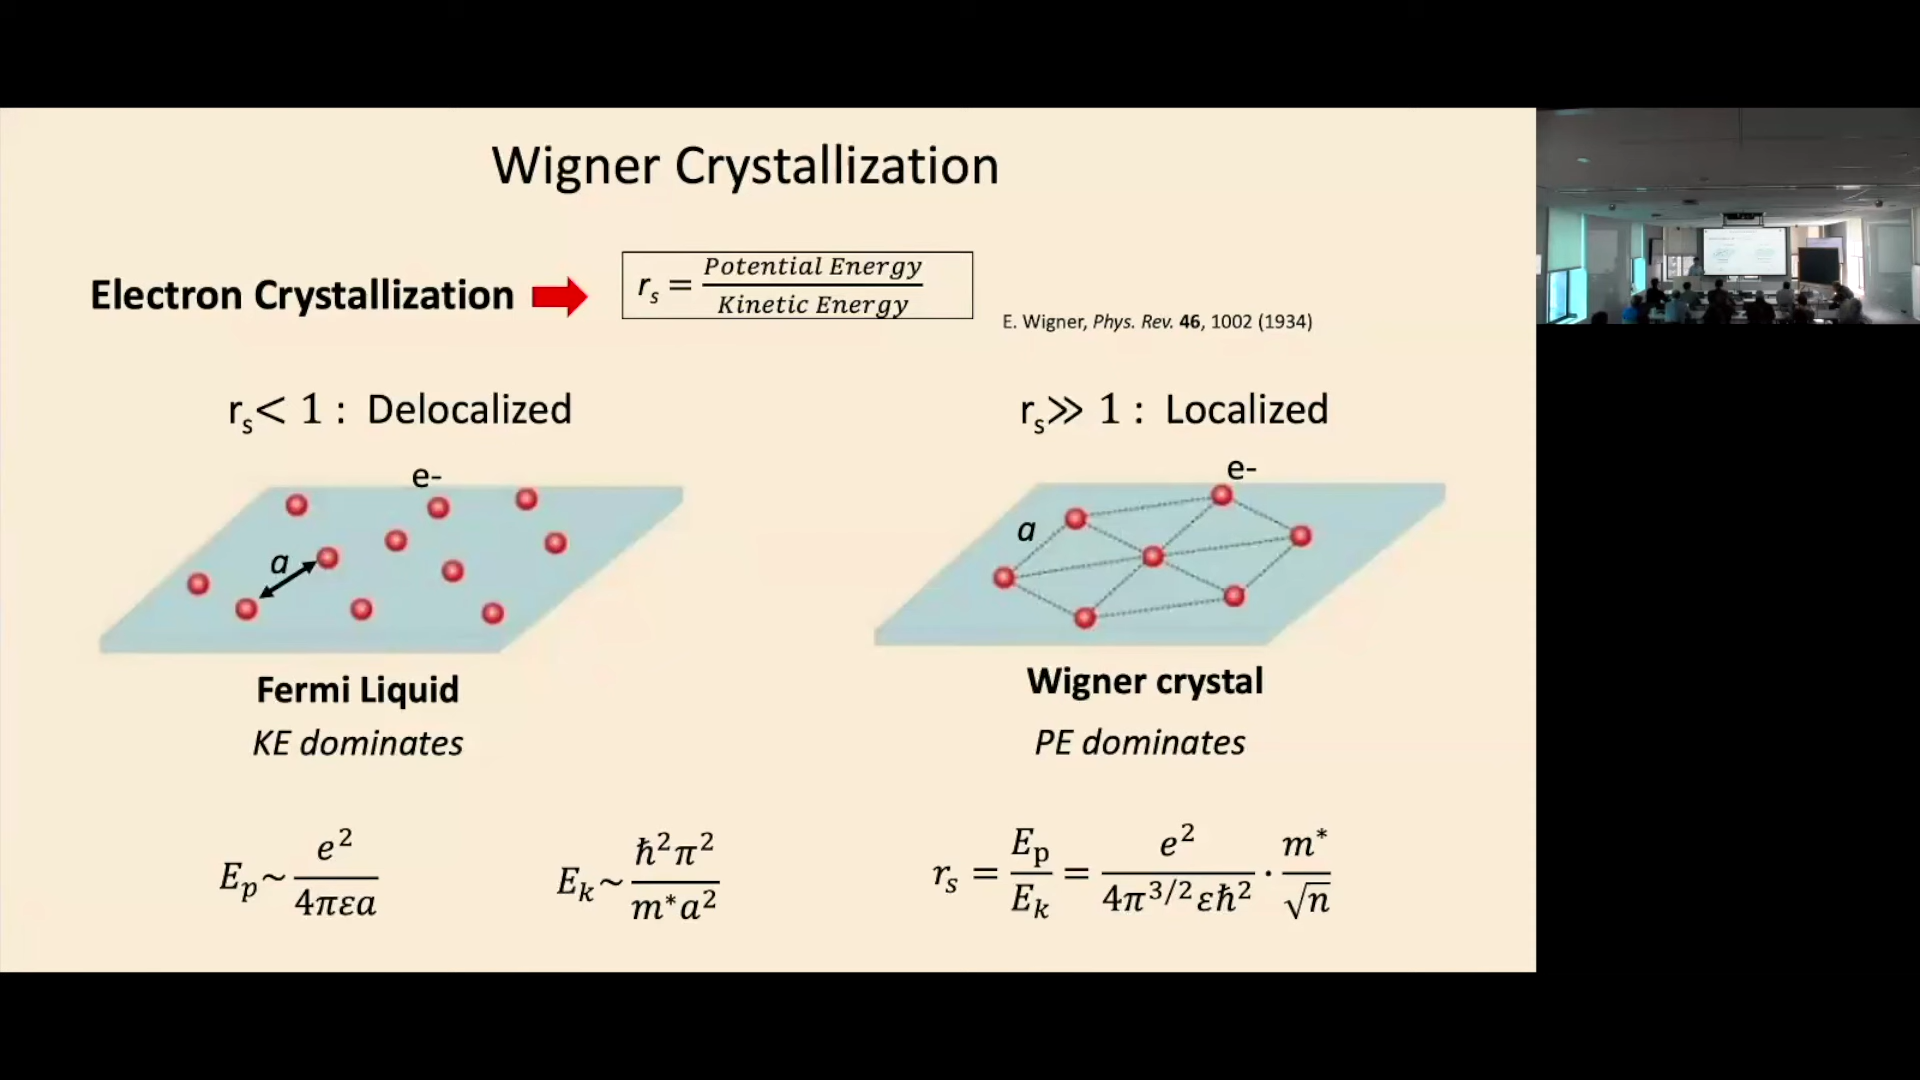 Wigner Crystallization
Electron Crystallization
r_s = Potential Energy / Kinetic Energy
E. Wigner, Phys. Rev. 46, 1002 (1934)
r_s < 1 : Delocalized
e-
a
Fermi Liquid
KE dominates
r_s ≫ 1 : Localized
e-
a
Wigner crystal
PE dominates
E_p ~ e² / 4πεa
E_k ~ ħ²π² / m*a²
r_s = E_p / E_k = e² / 4π^{3/2}εħ² · m* / √n